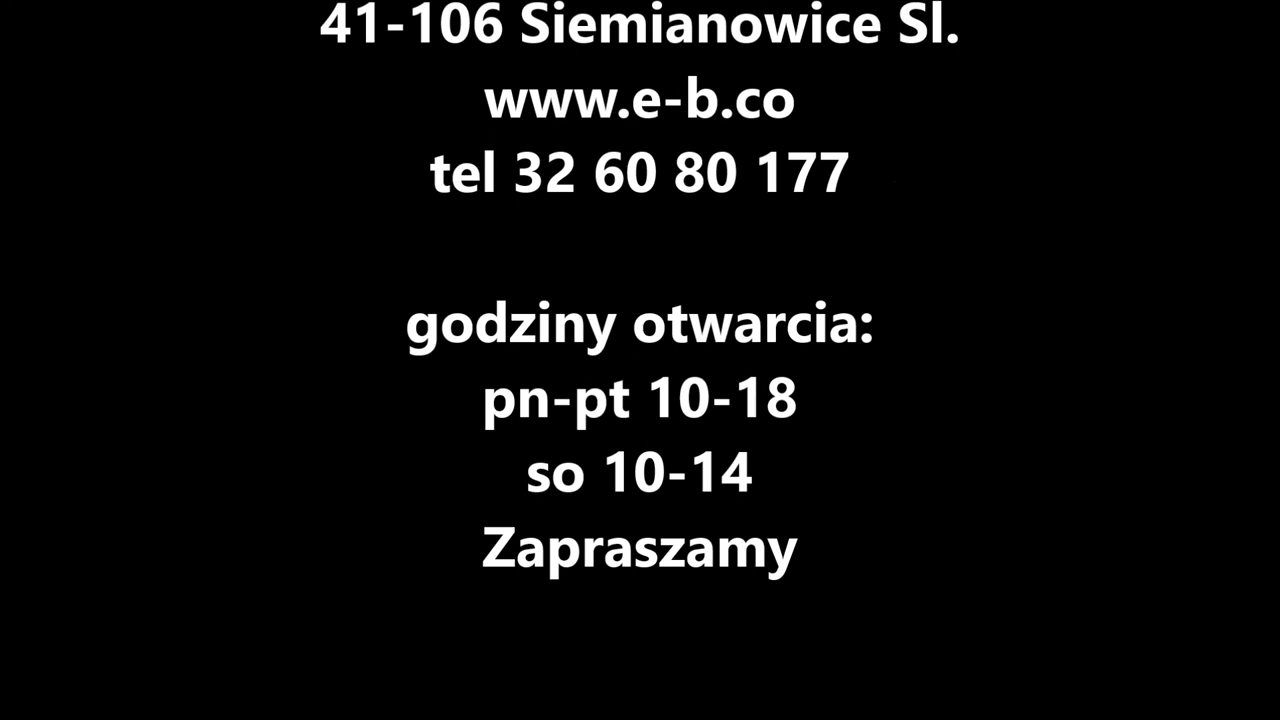 41-106 Siemianowice Sl.
www.e-b.co
tel 32 60 80 177
godziny otwarcia:
pn-pt 10-18
so 10-14
Zapraszamy